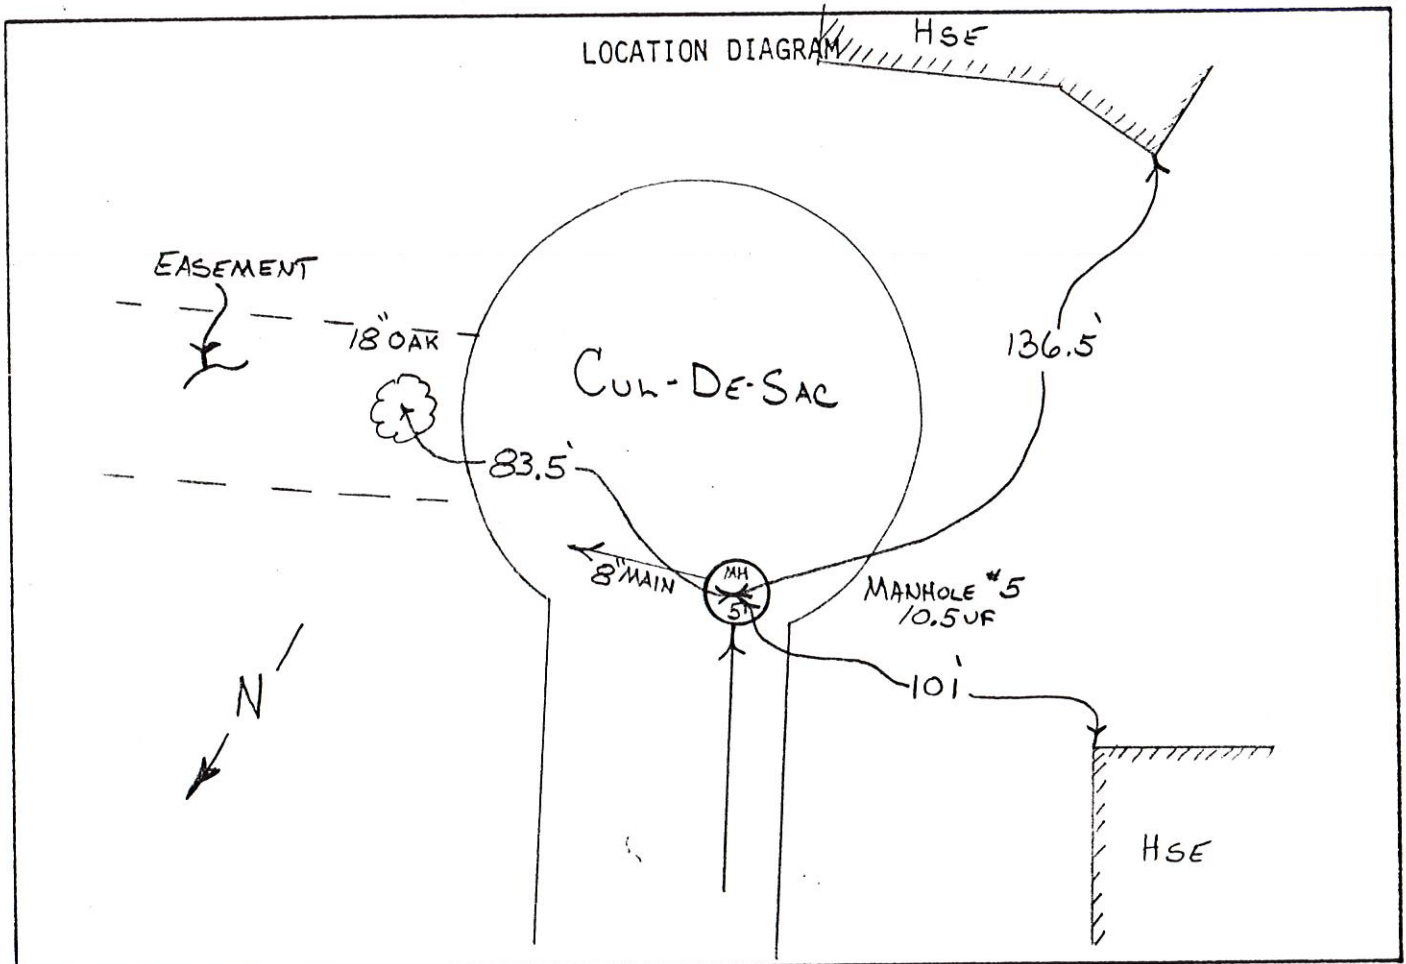 LOCATION DIAGRAM
HSE
EASEMENT
18" OAK
CUL-DE-SAC
136.5'
83.5'
8" MAIN
MH
5'
MANHOLE #5
10.5 VF
101'
N
HSE